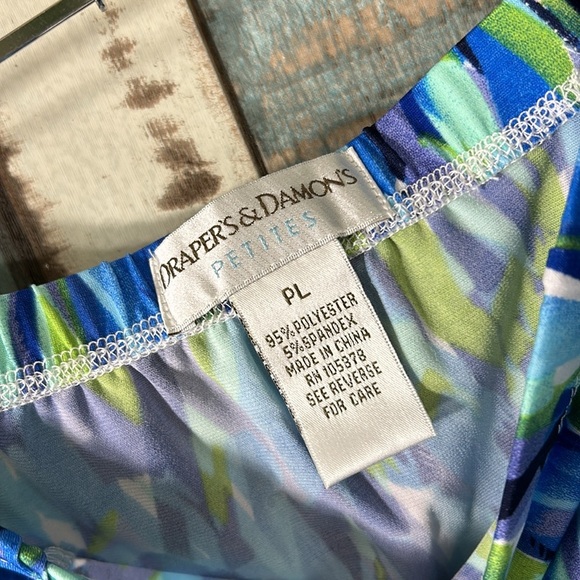 DRAPER'S & DAMON'S
PETITES
PL
95% POLYESTER
5% SPANDEX
MADE IN CHINA
RN 105378
SEE REVERSE
FOR CARE